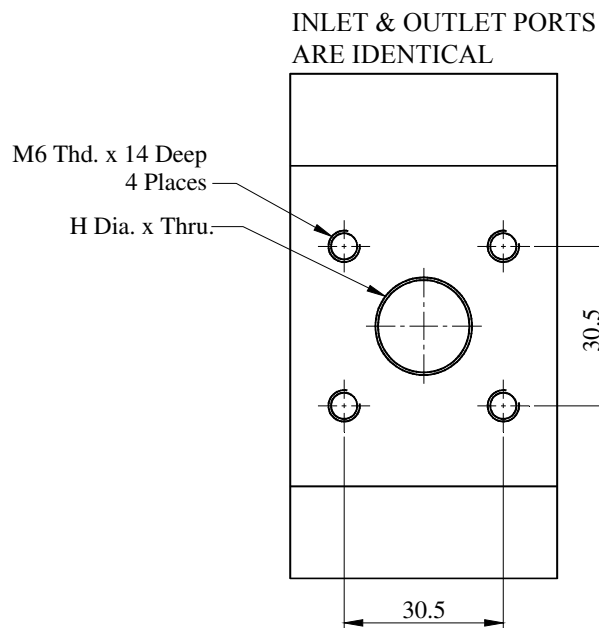 INLET & OUTLET PORTS
ARE IDENTICAL
M6 Thd. x 14 Deep
4 Places
H Dia. x Thru.
30.5
30.5